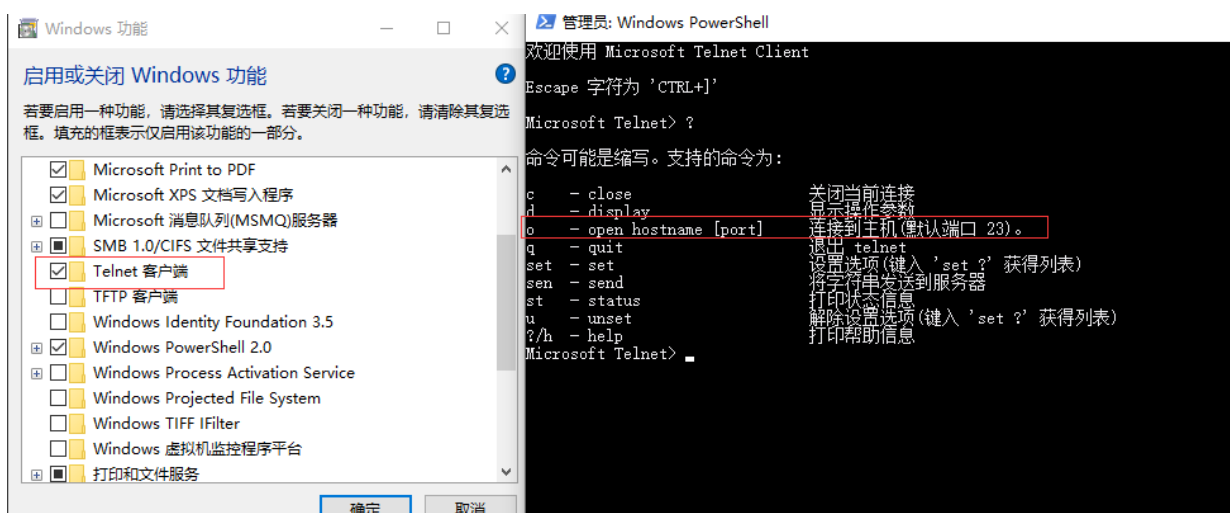 Windows 功能
启用或关闭 Windows 功能
若要启用一种功能，请选择其复选框。若要关闭一种功能，请清除其复选
框。填充的框表示仅启用该功能的一部分。
Microsoft Print to PDF
Microsoft XPS 文档写入程序
Microsoft 消息队列(MSMQ)服务器
SMB 1.0/CIFS 文件共享支持
Telnet 客户端
TFTP 客户端
Windows Identity Foundation 3.5
Windows PowerShell 2.0
Windows Process Activation Service
Windows Projected File System
Windows TIFF IFilter
Windows 虚拟机监控程序平台
打印和文件服务
确定 取消
管理员: Windows PowerShell
欢迎使用 Microsoft Telnet Client
Escape 字符为 'CTRL+]'
Microsoft Telnet> ?
命令可能是缩写。支持的命令为:
c - close 关闭当前连接
d - display 显示操作参数
o - open hostname [port] 连接到主机(默认端口 23)。
q - quit 退出 telnet
set - set 设置选项(键入 'set ?' 获得列表)
sen - send 将字符串发送到服务器
st - status 打印状态信息
u - unset 解除设置选项(键入 'set ?' 获得列表)
?/h - help 打印帮助信息
Microsoft Telnet>